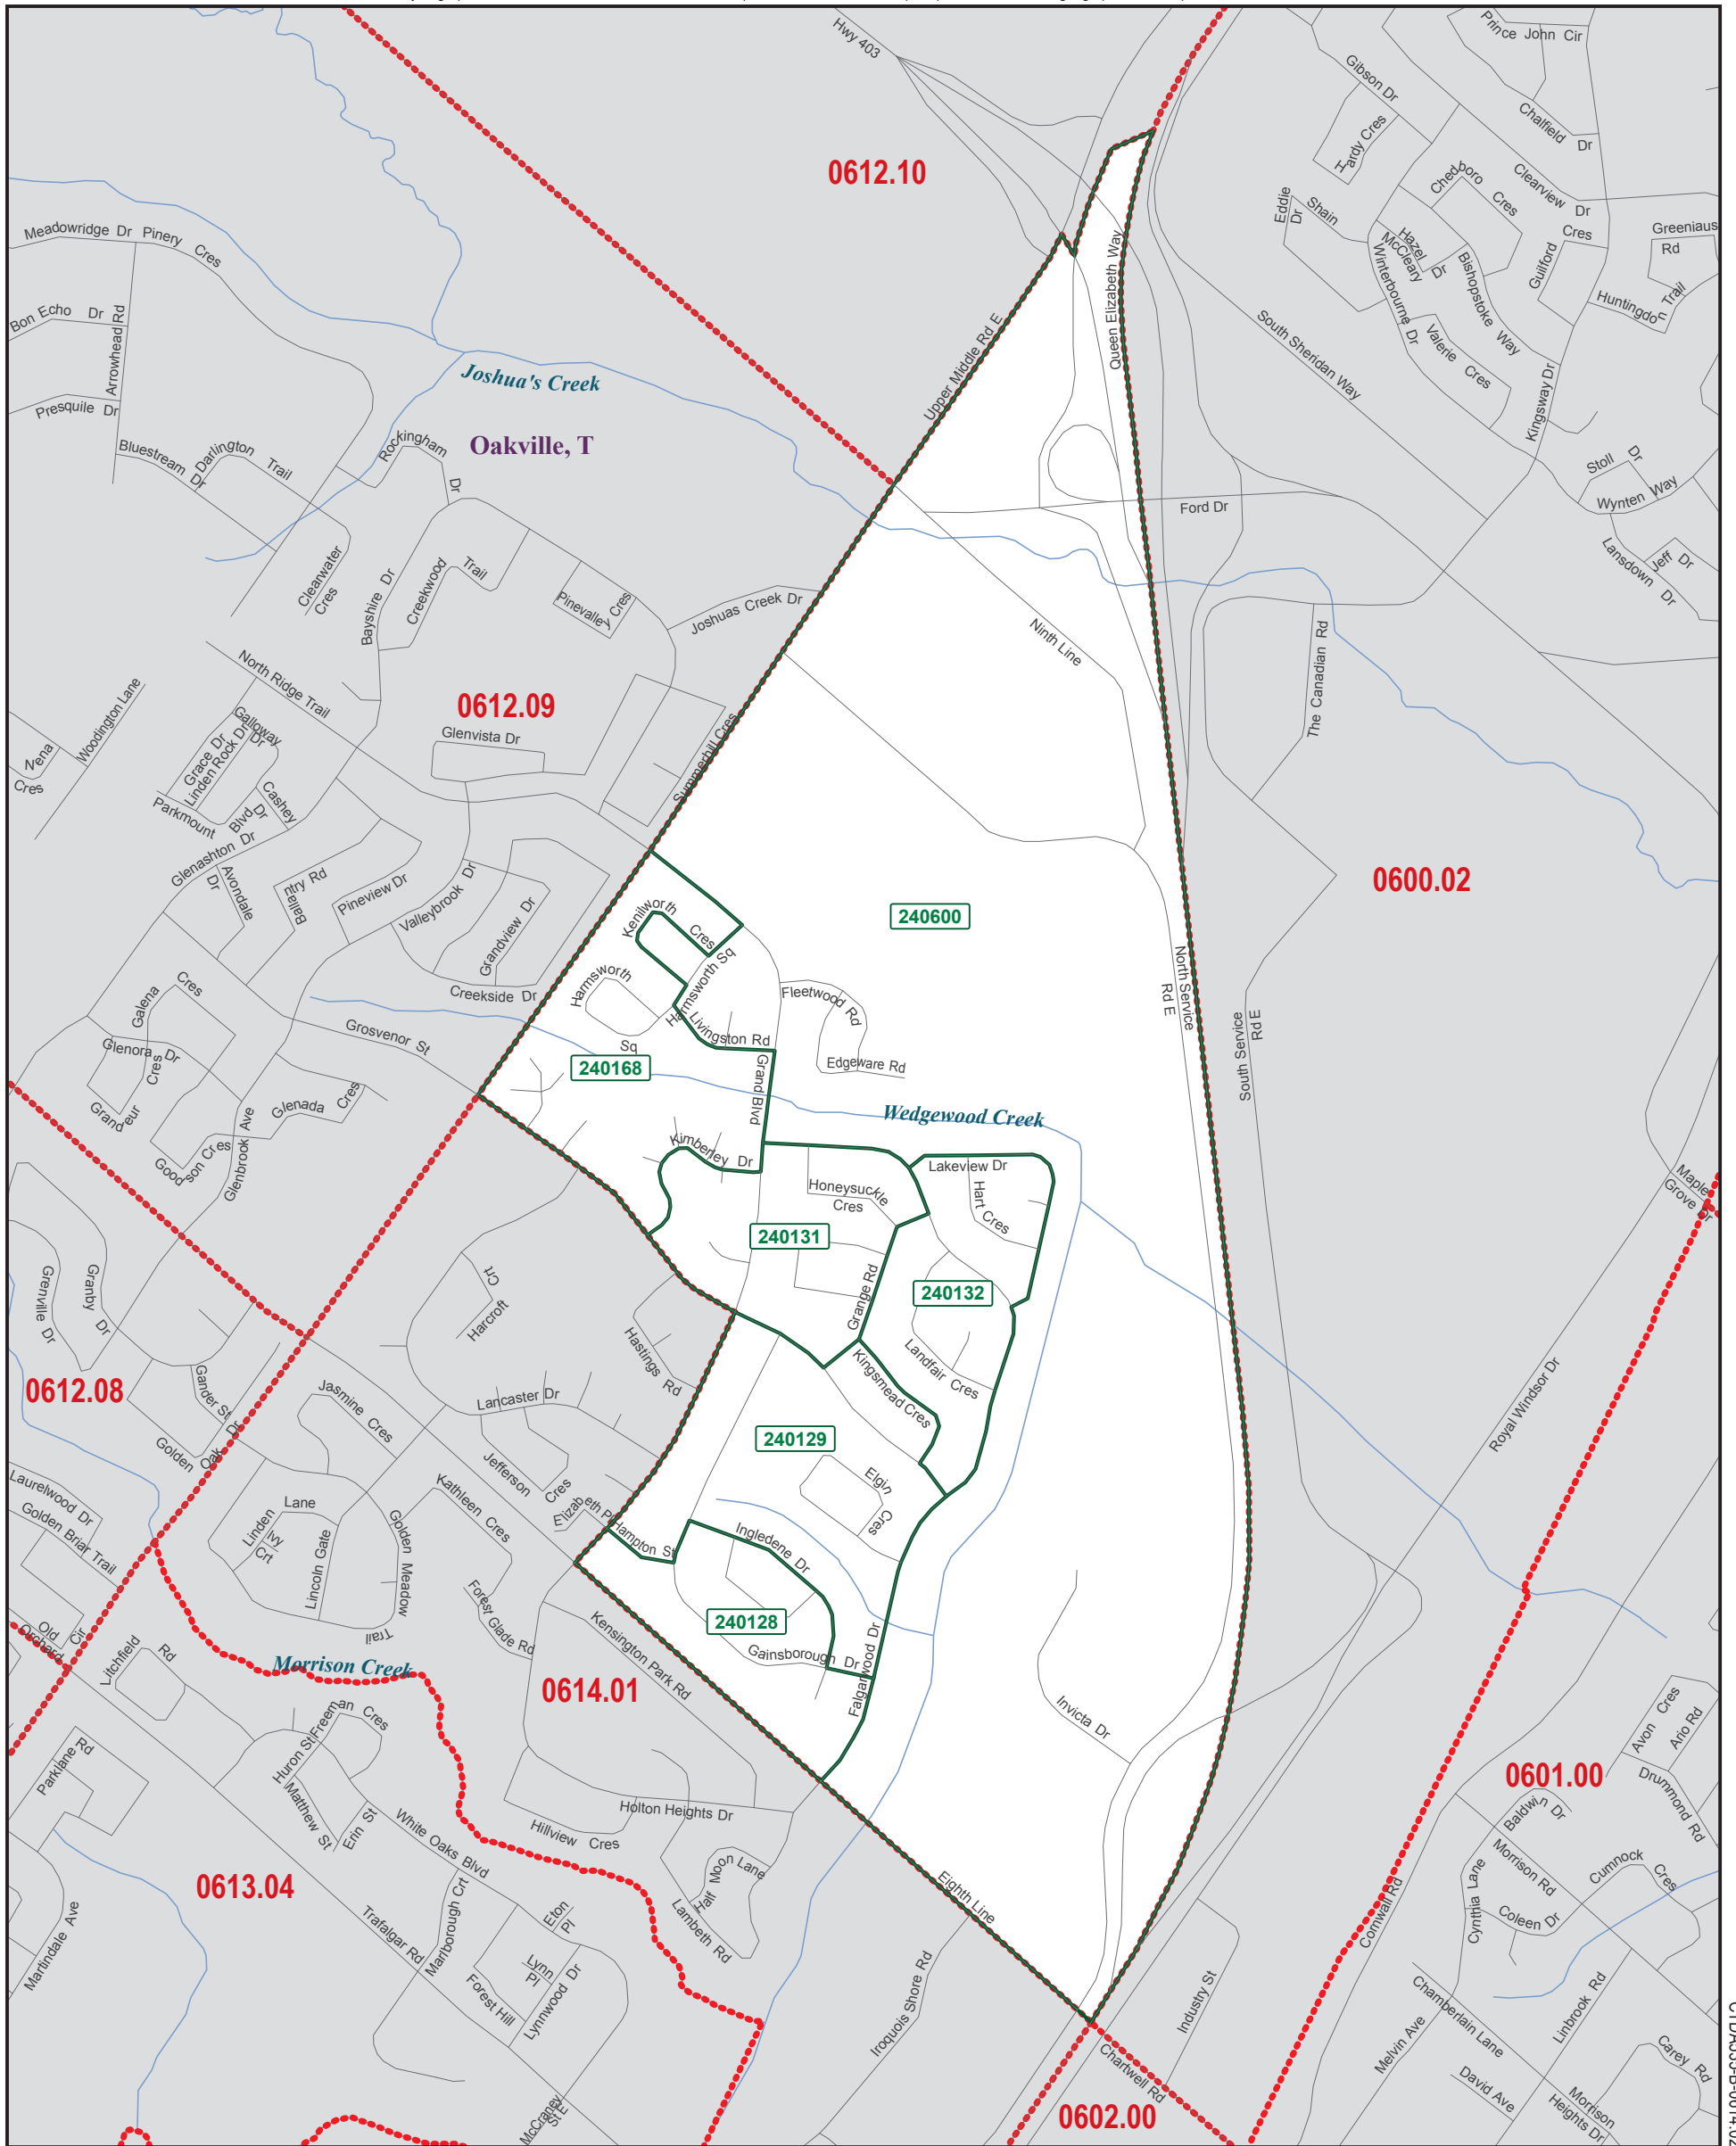 Hwy 403
Prince John Cir
Gibson Dr
Hardy Cres
Chalfield Dr
0612.10
Chedboro Cres
Clearview Dr
Eddie Dr
Shain
Hazel McCleary Dr
Guilford Cres
Greeniaus Rd
Meadowridge Dr
Pinery Cres
Winterbourne Dr
Bishopstoke Way
Huntingdon Trail
Queen Elizabeth Way
Bon Echo Dr
Arrowhead Rd
Upper Middle Rd E
South Sheridan Way
Valerie Cres
Joshua's Creek
Kingsway Dr
Presquile Dr
Oakville, T
Rockingham Dr
Bluestream Dr
Darlington Trail
Stoll Dr
Wynten Way
Ford Dr
Lansdown Dr
Jeff Dr
Clearwater Cres
Bayshire Dr
Creekwood Trail
Pinevalley Cres
Joshuas Creek Dr
Ninth Line
The Canadian Rd
North Ridge Trail
Woodington Lane
0612.09
Galloway Dr
Grace Dr
Linden Rock Dr
Glenvista Dr
Summerhill Cres
Nena Cres
Parkmount Blvd
Cashey Dr
Glenashton Dr
Avondale Dr
Ballantry Rd
Pineview Dr
Valleybrook Dr
Grandview Dr
0600.02
240600
Kenilworth Cres
Harmsworth Sq
Harmsworth Sq
Creekside Dr
North Service Rd E
Galena Cres
Fleetwood Rd
Livingston Rd
Grosvenor St
Glenora Dr
Cres
Grandeur
240168
Edgeware Rd
Grand Blvd
South Service Rd E
Glenada Cres
Wedgewood Creek
Goodson Cres
Glenbrook Ave
Kimberley Dr
Lakeview Dr
Hart Cres
Honeysuckle Cres
Maple Grove Dr
240131
Grenville Dr
Granby Dr
Harcroft Crt
240132
Grange Rd
Hastings Rd
Landfair Cres
Kingsmead Cres
0612.08
Gander St
Jasmine Cres
Lancaster Dr
Royal Windsor Dr
240129
Golden Oak Dr
Jefferson Cres
Elgin Cres
Laurelwood Dr
Golden Briar Trail
Kathleen Cres
Linden Lane
Ivy Crt
Lincoln Gate
Golden Meadow Trail
Elizabeth Pl
Hampton St
Ingledene Dr
Forest Glade Rd
240128
Old Orchard Cir
Litchfield Rd
Kensington Park Rd
Gainsborough Dr
Falgarwood Dr
Morrison Creek
0614.01
Invicta Dr
Avon Cres
Ario Rd
Huron St
Freeman Cres
Parklane Rd
Matthew St
Erin St
0601.00
Drummond Rd
Baldwin Dr
Holton Heights Dr
Hillview Cres
White Oaks Blvd
Morrison Rd
Cumnock Cres
0613.04
Half Moon Lane
Eighth Line
Cynthia Lane
Coleen Dr
Cornwall Rd
Martindale Ave
Trafalgar Rd
Marlborough Crt
Eton Pl
Lambeth Rd
Lynn Pl
Forest Hill
Lynnwood Dr
Iroquois Shore Rd
Industry St
Chamberlain Lane
Linbrook Rd
Melvin Ave
Chartwell Rd
Carey Rd
David Ave
Morrison Heights Dr
0602.00
McCraney St E